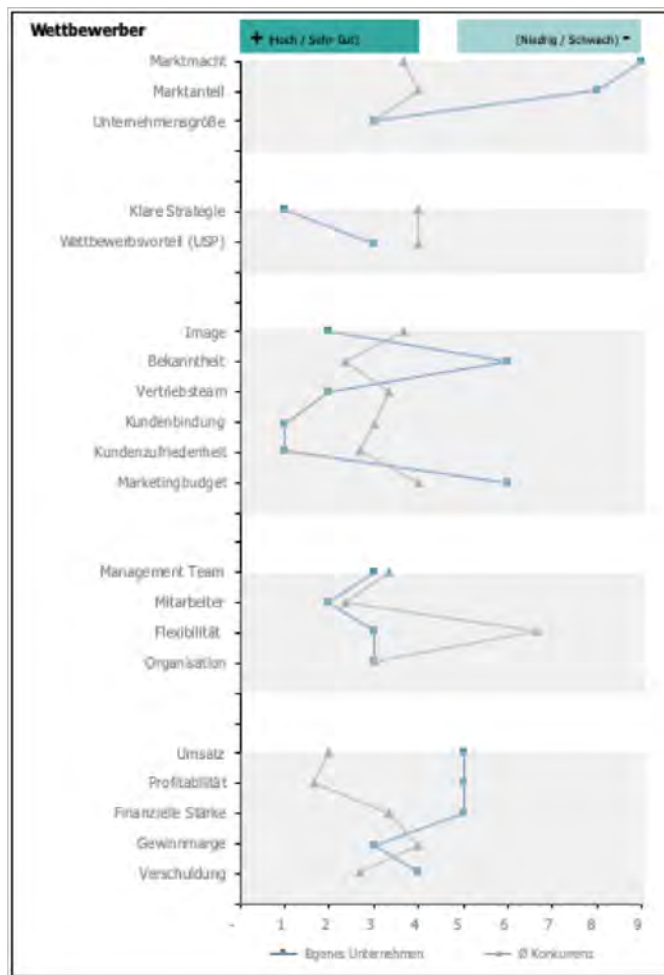 Wettbewerber
+ (Hoch / Sehr Gut)
(Niedrig / Schwach) -
Marktmacht
Marktanteil
Unternehmensgröße
Klare Strategie
Wettbewerbsvorteil (USP)
Image
Bekanntheit
Vertriebsteam
Kundenbindung
Kundenzufriedenheit
Marketingbudget
Management Team
Mitarbeiter
Flexibilität
Organisation
Umsatz
Profitabilität
Finanzielle Stärke
Gewinnmarge
Verschuldung
- 1 2 3 4 5 6 7 8 9
Eigenes Unternehmen Ø Konkurrenz